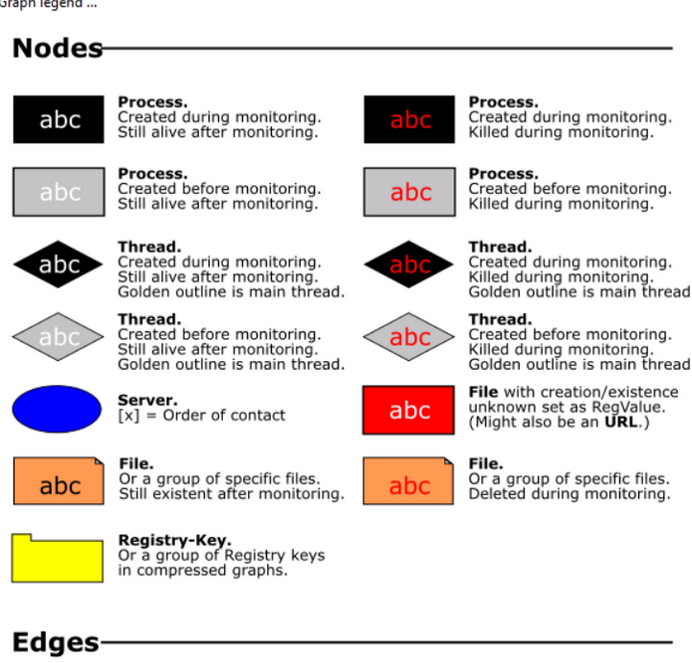 Graph legend ...
Nodes
abc
Process.
Created during monitoring.
Still alive after monitoring.
abc
Process.
Created during monitoring.
Killed during monitoring.
abc
Process.
Created before monitoring.
Still alive after monitoring.
abc
Process.
Created before monitoring.
Killed during monitoring.
abc
Thread.
Created during monitoring.
Still alive after monitoring.
Golden outline is main thread.
abc
Thread.
Created during monitoring.
Killed during monitoring.
Golden outline is main thread
abc
Thread.
Created before monitoring.
Still alive after monitoring.
Golden outline is main thread.
abc
Thread.
Created before monitoring.
Killed during monitoring.
Golden outline is main thread
Server.
[x] = Order of contact
abc
File with creation/existence
unknown set as RegValue.
(Might also be an URL.)
abc
File.
Or a group of specific files.
Still existent after monitoring.
abc
File.
Or a group of specific files.
Deleted during monitoring.
Registry-Key.
Or a group of Registry keys
in compressed graphs.
Edges